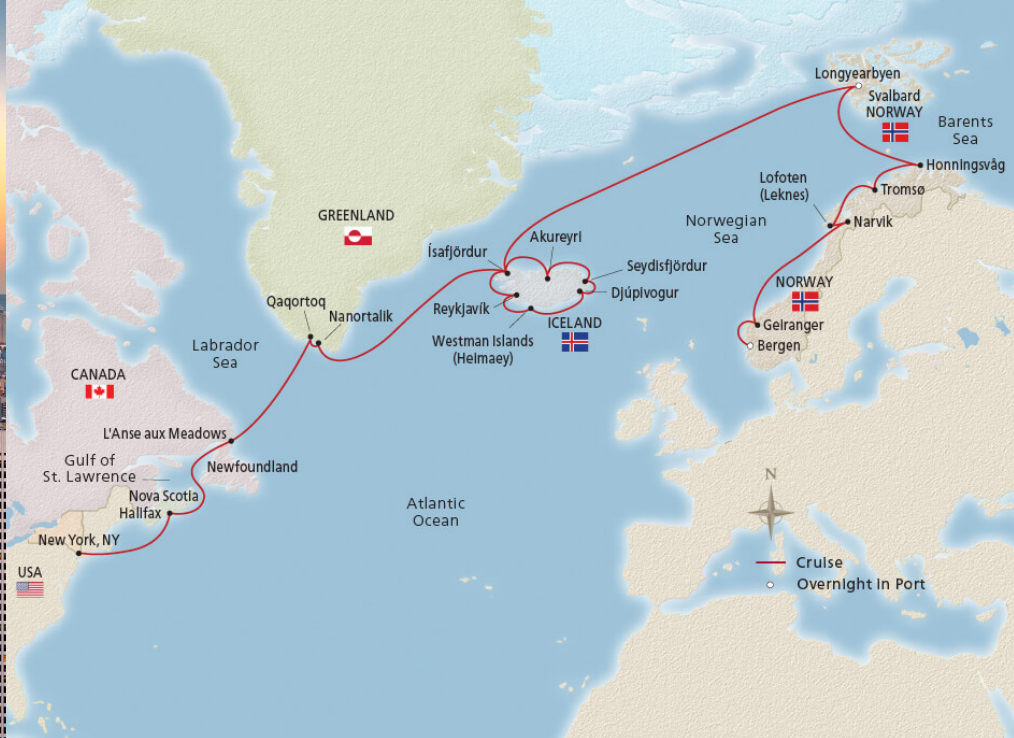 Longyearbyen
Svalbard
NORWAY
Barents
Sea
Honningsvåg
Lofoten
(Leknes)
Tromsø
Narvik
Norwegian
Sea
GREENLAND
Akureyri
Ísafjördur
Seydisfjördur
Djúpivogur
Reykjavík
NORWAY
Qaqortoq
Nanortalik
ICELAND
Westman Islands
(Heimaey)
Geiranger
Bergen
Labrador
Sea
CANADA
L'Anse aux Meadows
Gulf of
St. Lawrence
Newfoundland
Nova Scotia
Halifax
Atlantic
Ocean
New York, NY
USA
N
Cruise
Overnight in Port